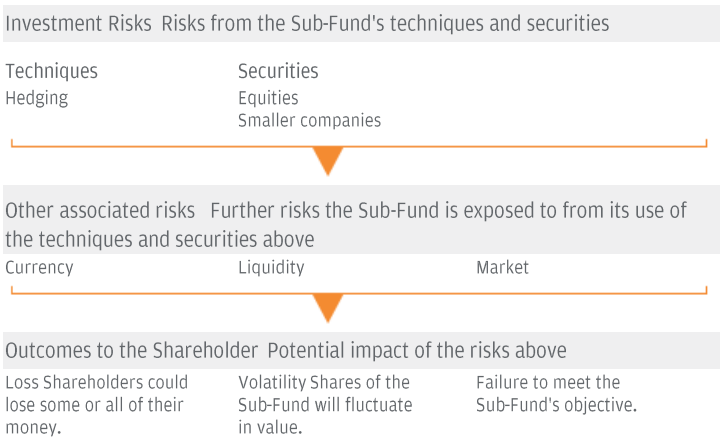 Investment Risks Risks from the Sub-Fund's techniques and securities
Techniques
Hedging
Securities
Equities
Smaller companies
Other associated risks Further risks the Sub-Fund is exposed to from its use of
the techniques and securities above
Currency
Liquidity
Market
Outcomes to the Shareholder Potential impact of the risks above
Loss Shareholders could
lose some or all of their
money.
Volatility Shares of the
Sub-Fund will fluctuate
in value.
Failure to meet the
Sub-Fund's objective.